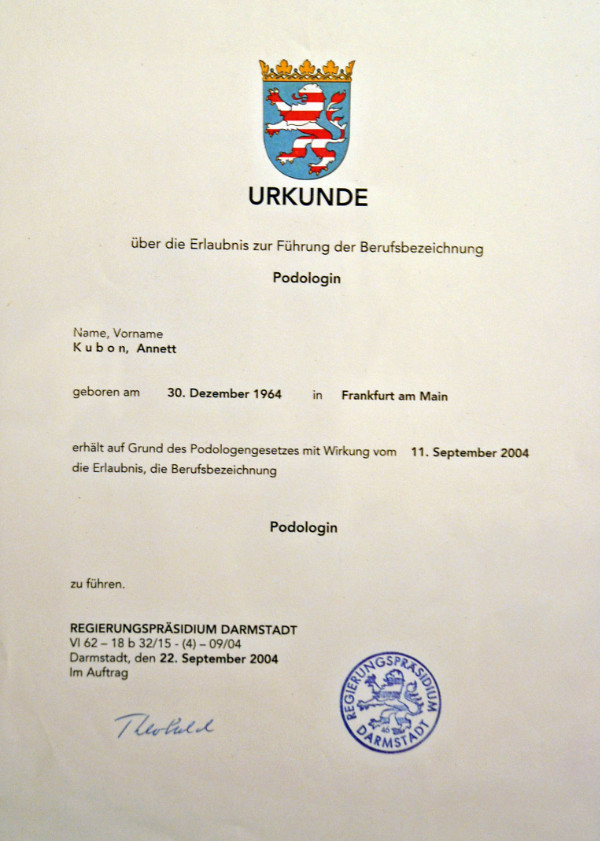 URKUNDE
über die Erlaubnis zur Führung der Berufsbezeichnung
Podologin
Name, Vorname
K u b o n, Annett
geboren am 30. Dezember 1964 in Frankfurt am Main
erhält auf Grund des Podologengesetzes mit Wirkung vom 11. September 2004
die Erlaubnis, die Berufsbezeichnung
Podologin
zu führen.
REGIERUNGSPRÄSIDIUM DARMSTADT
VI 62 – 18 b 32/15 - (4) – 09/04
Darmstadt, den 22. September 2004
Im Auftrag
REGIERUNGSPRÄSIDIUM
DARMSTADT